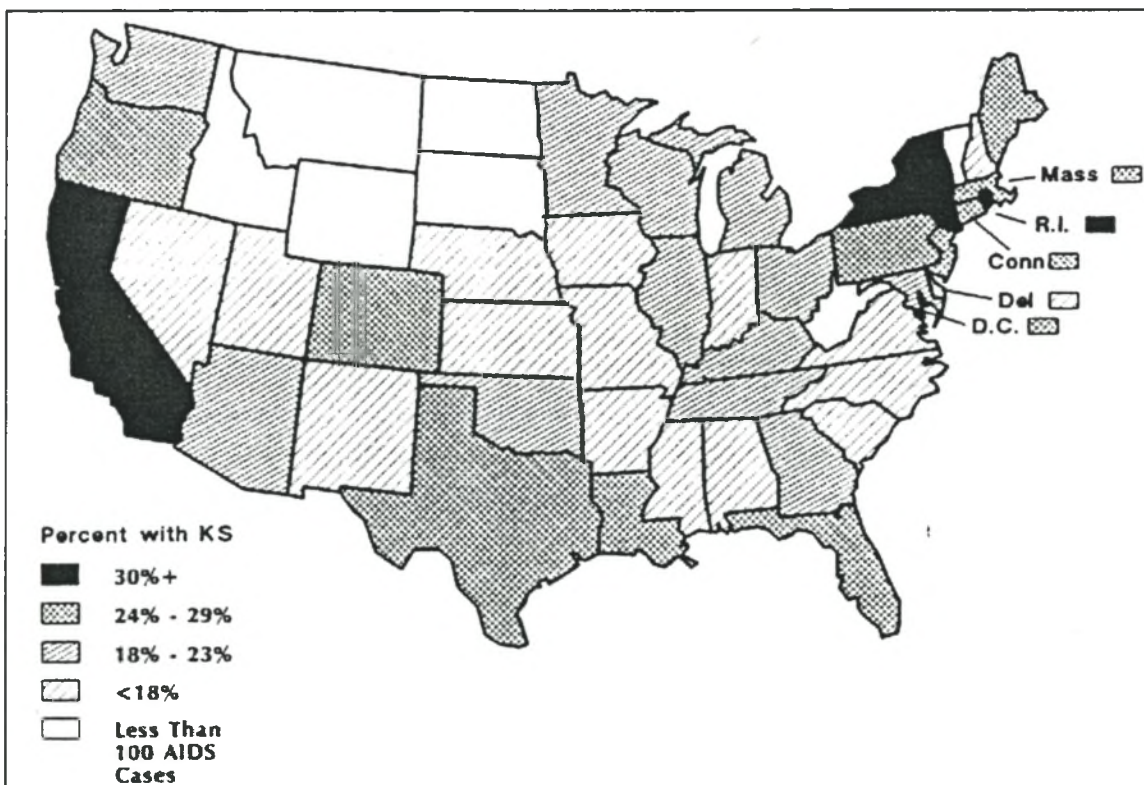 Mass
R.I.
Conn
Del
D.C.
Percent with KS
30%+
24% - 29%
18% - 23%
<18%
Less Than
100 AIDS
Cases